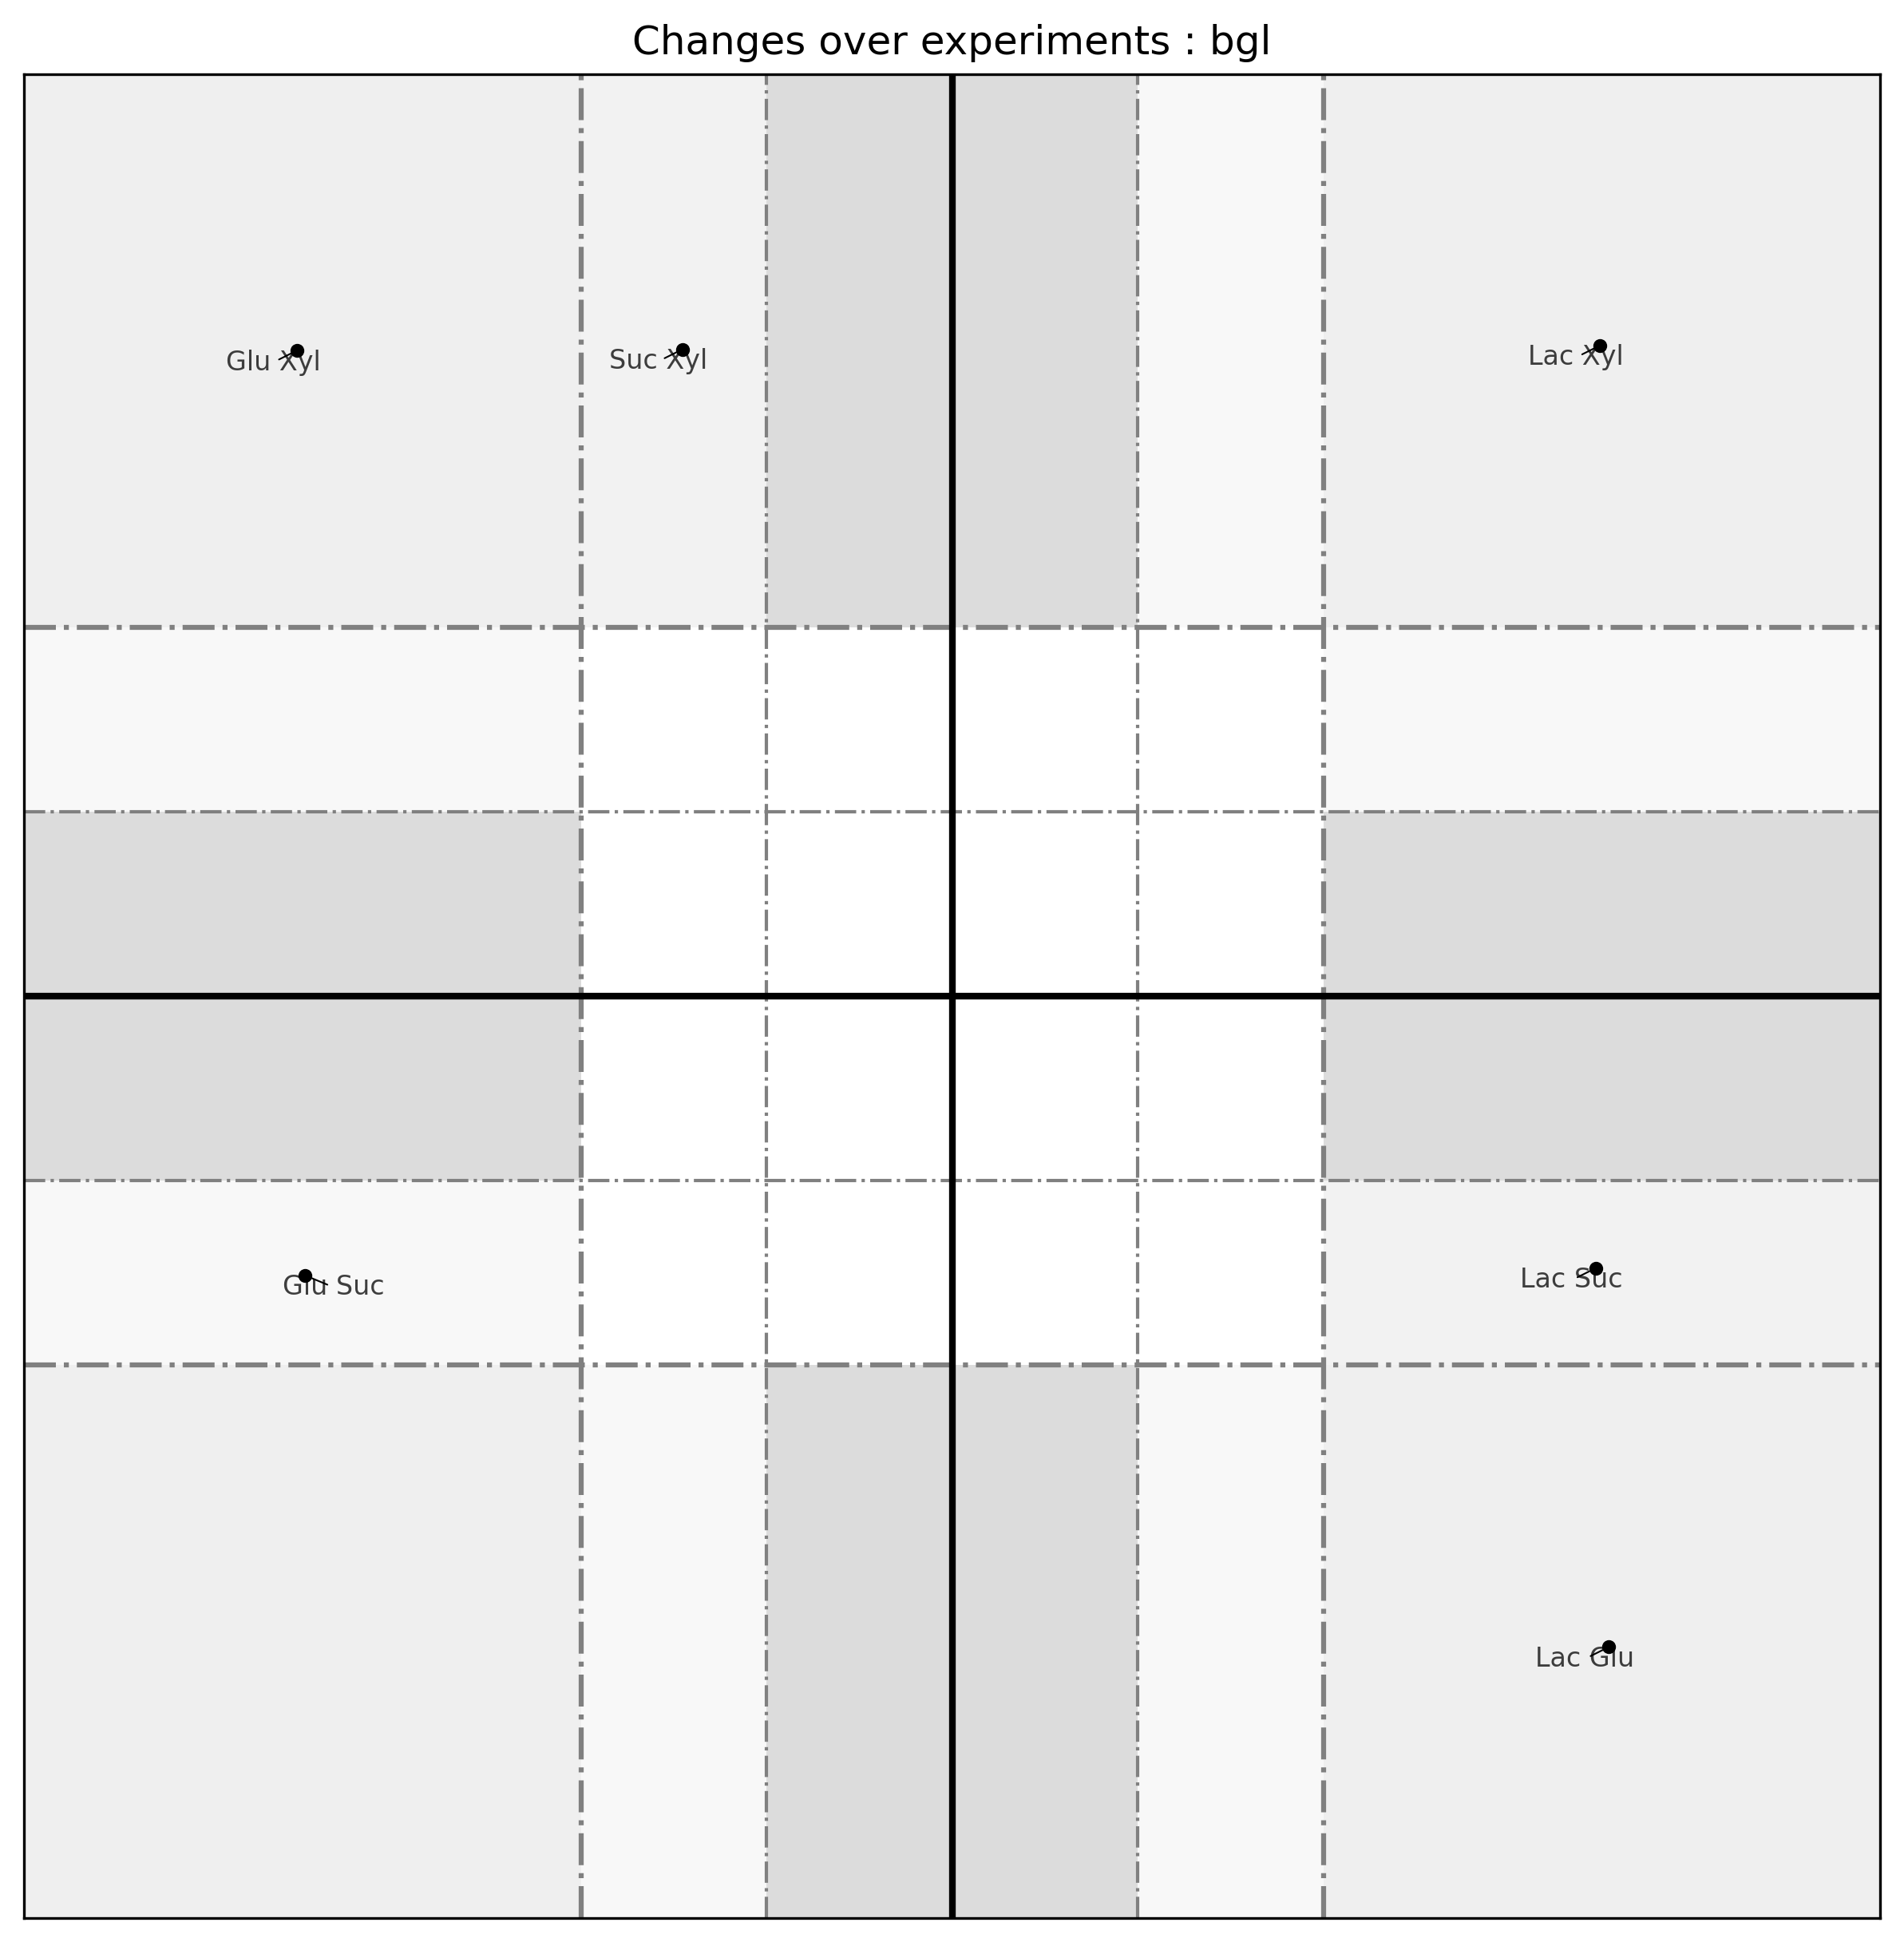 Changes over experiments : bgl
Glu Xyl
Suc Xyl
Lac Xyl
Glu Suc
Lac Suc
Lac Glu